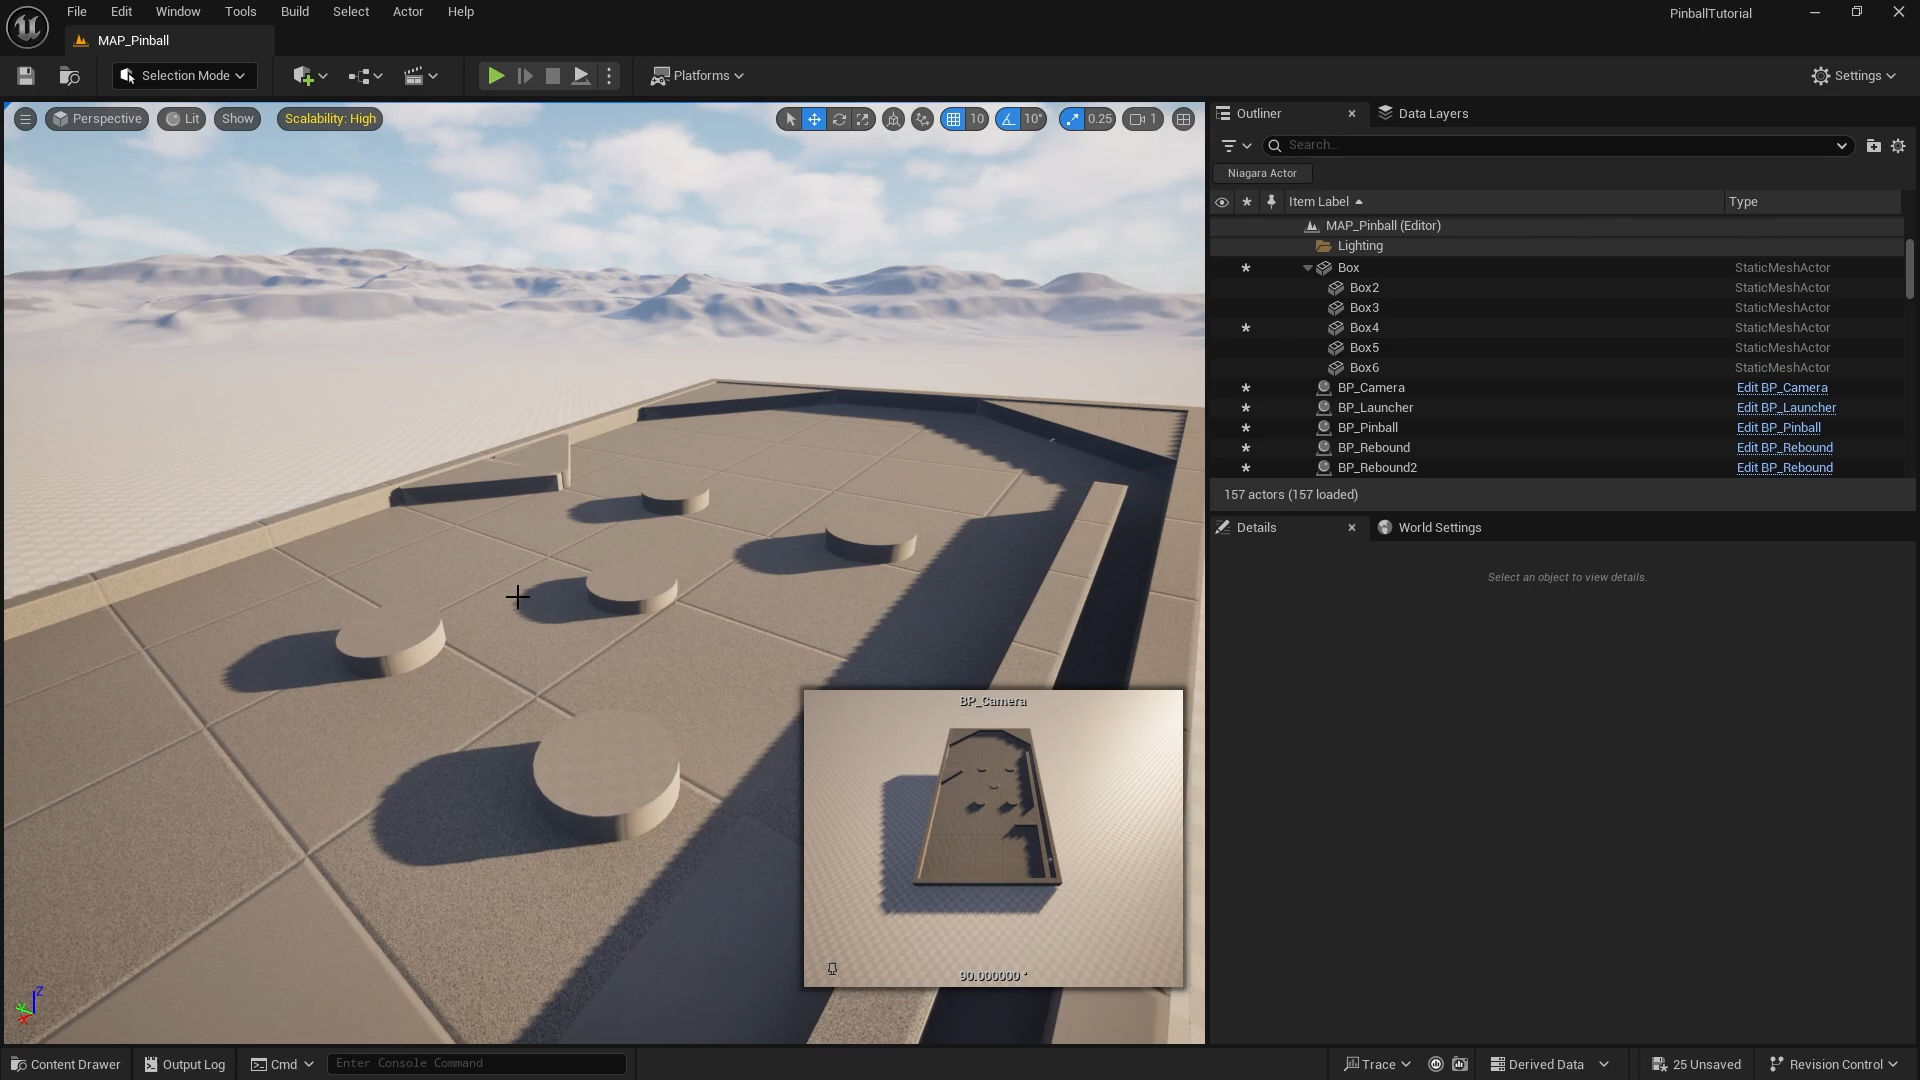 File Edit Window Tools Build Select Actor Help PinballTutorial
MAP_Pinball
Selection Mode Platforms Settings
Perspective Lit Show Scalability: High 10 10° 0.25 1
Outliner Data Layers
Search...
Niagara Actor
Item Label Type
MAP_Pinball (Editor)
Lighting
Box StaticMeshActor
Box2 StaticMeshActor
Box3 StaticMeshActor
Box4 StaticMeshActor
Box5 StaticMeshActor
Box6 StaticMeshActor
BP_Camera Edit BP_Camera
BP_Launcher Edit BP_Launcher
BP_Pinball Edit BP_Pinball
BP_Rebound Edit BP_Rebound
BP_Rebound2 Edit BP_Rebound
157 actors (157 loaded)
Details World Settings
Select an object to view details.
BP_Camera
90.000000 °
Z
Y
X
Content Drawer Output Log Cmd Enter Console Command Trace Derived Data 25 Unsaved Revision Control